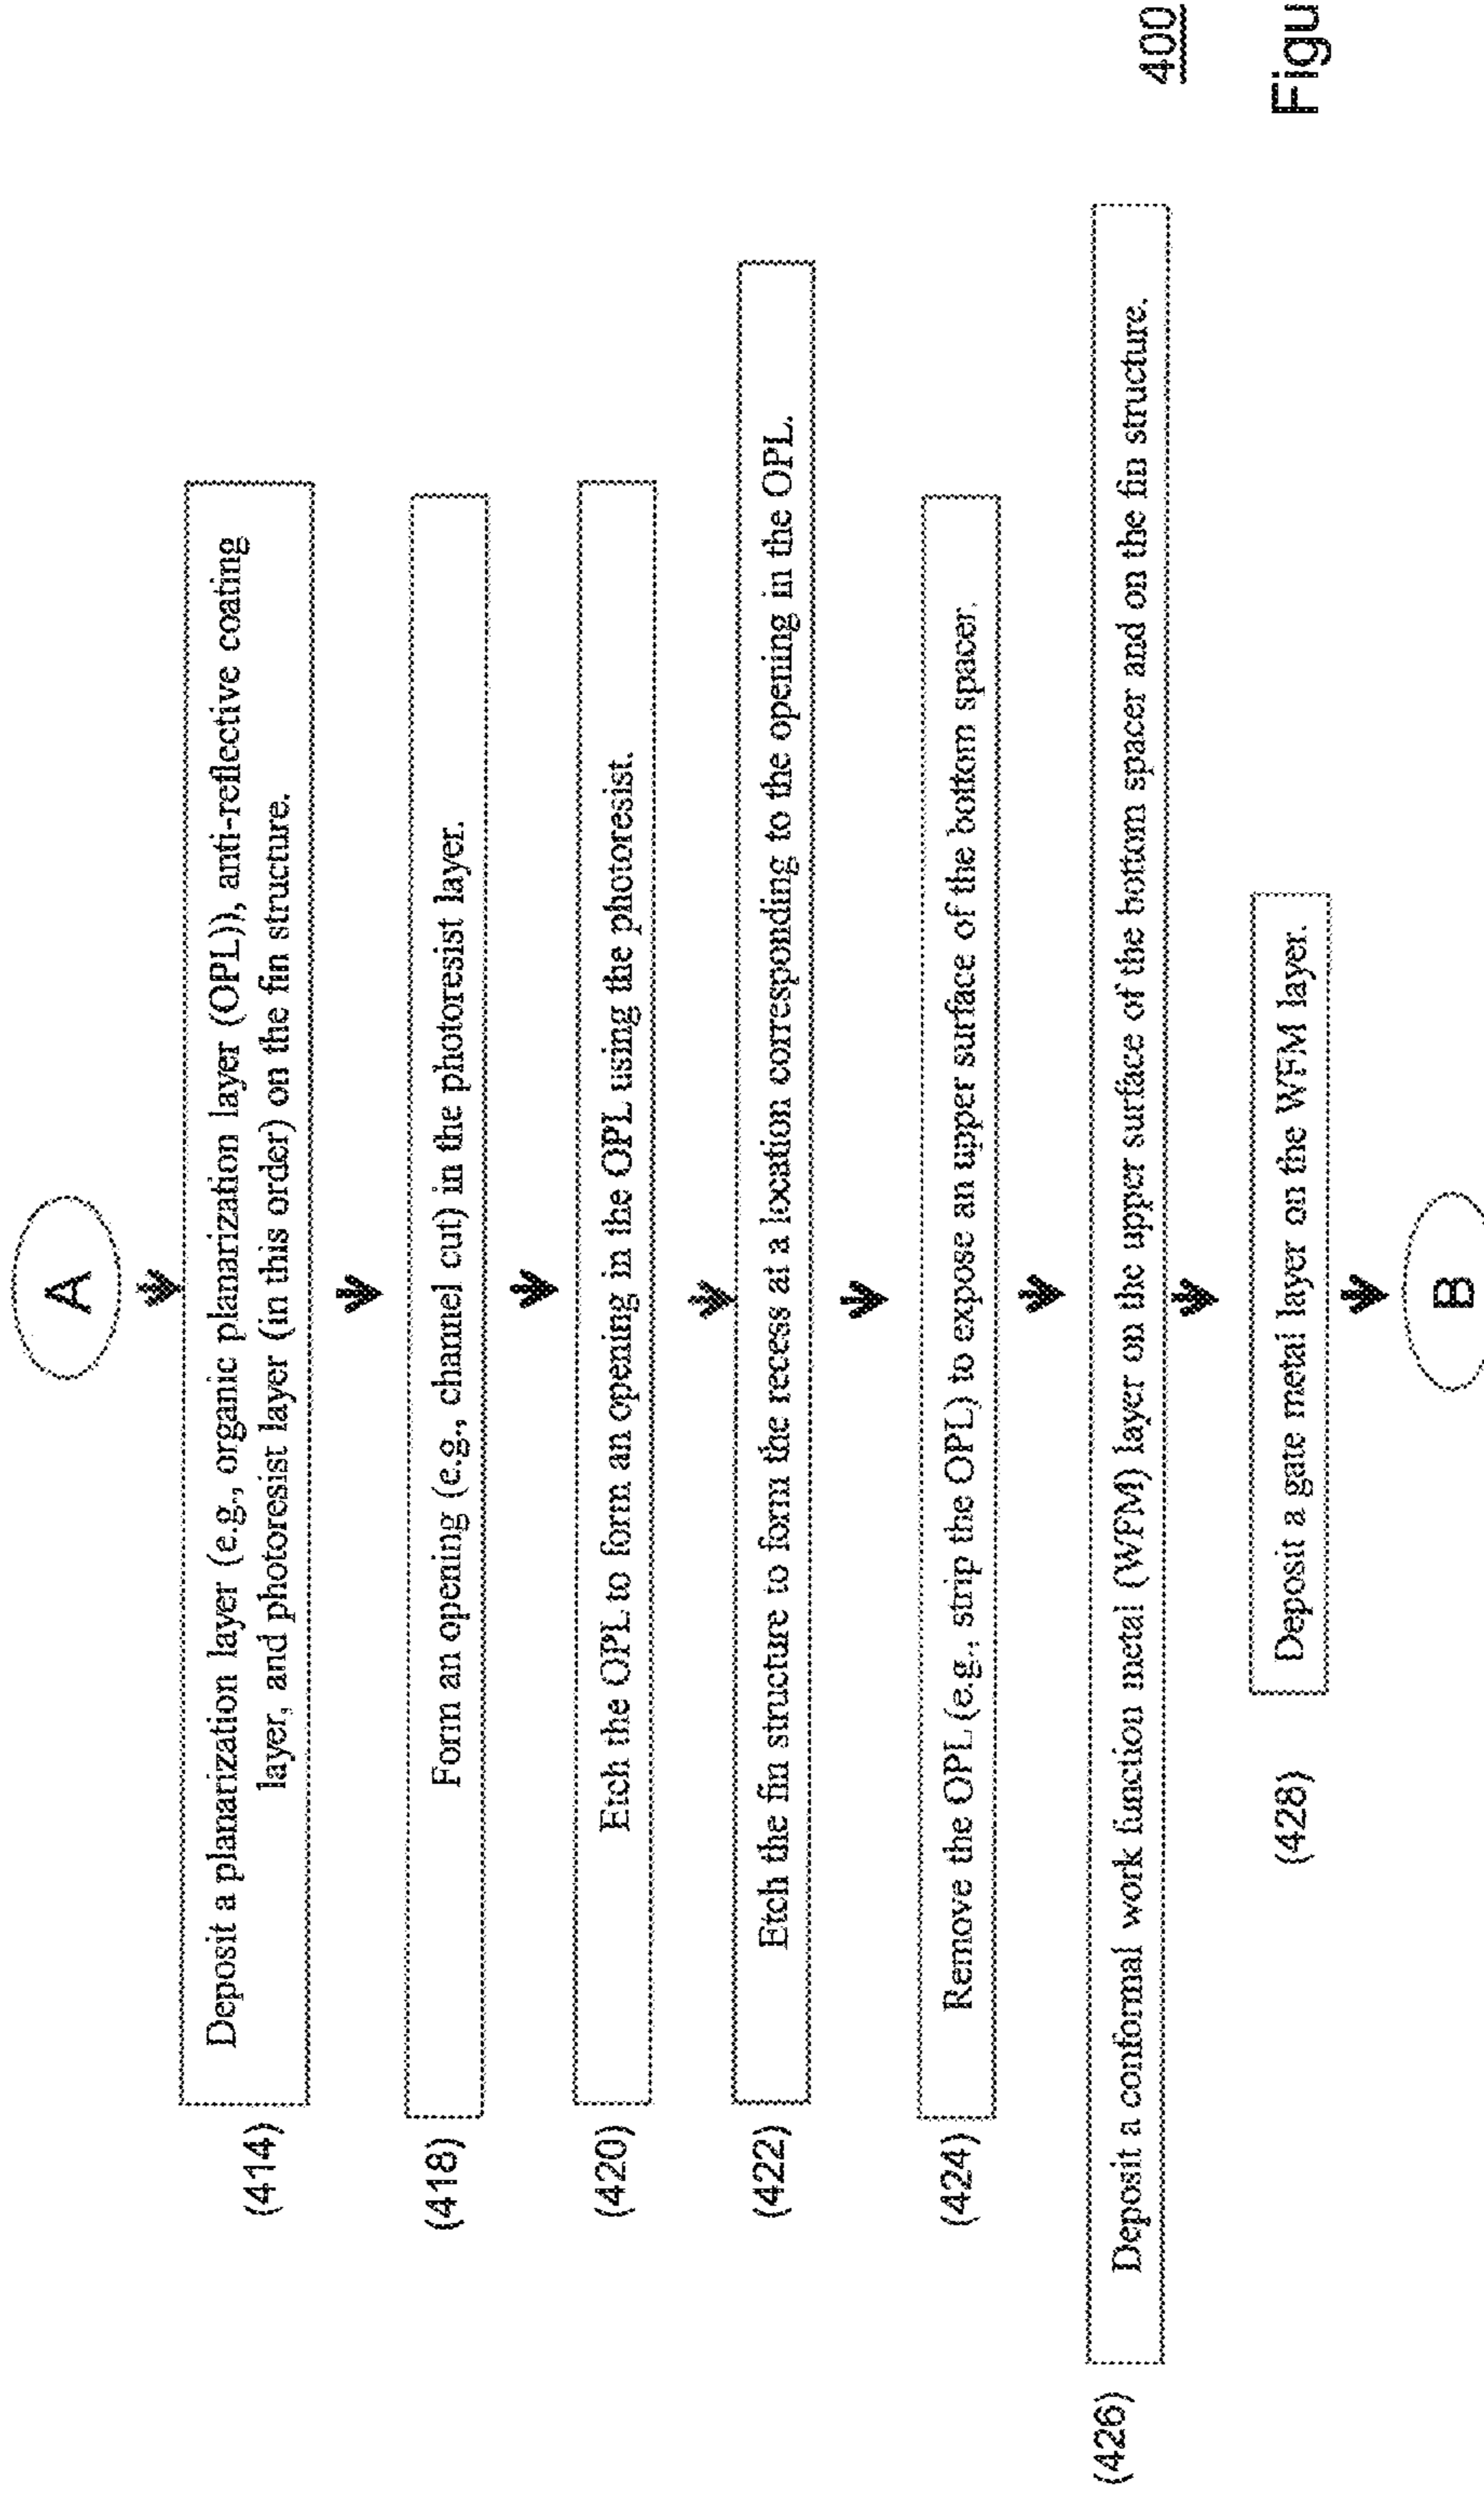 A
(414)
Deposit a planarization layer (e.g., organic planarization layer (OPL)), anti-reflective coating
layer, and photoresist layer (in this order) on the fin structure.
(418)
Form an opening (e.g., channel cut) in the photoresist layer.
(420)
Etch the OPL to form an opening in the OPL using the photoresist.
(422)
Etch the fin structure to form the recess at a location corresponding to the opening in the OPL.
(424)
Remove the OPL (e.g., strip the OPL) to expose an upper surface of the bottom spacer.
(426)
Deposit a conformal work function metal (WFM) layer on the upper surface of the bottom spacer and on the fin structure.
(428)
Deposit a gate metal layer on the WFM layer.
B
400
Figu